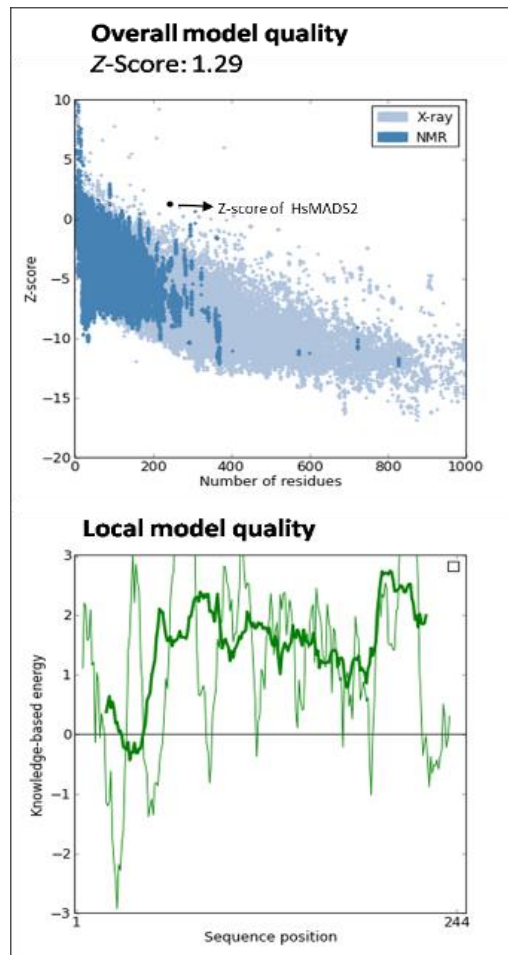 Overall model quality
Z-Score: 1.29
10
5
0
−5
−10
−15
−20
Z-score
X-ray
NMR
Z-score of HsMADS2
0
200
400
600
800
1000
Number of residues
Local model quality
3
2
1
0
−1
−2
−3
Knowledge-based energy
1
244
Sequence position